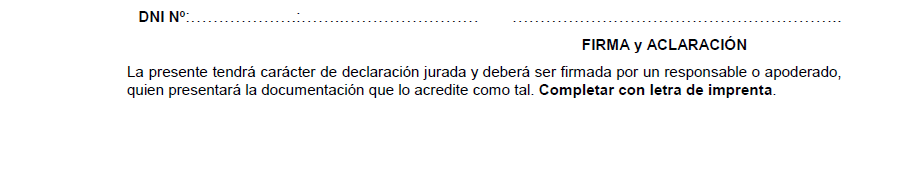 DNI Nº:…………………:……..……………………… ……………………………………………………..
FIRMA y ACLARACIÓN
La presente tendrá carácter de declaración jurada y deberá ser firmada por un responsable o apoderado,
quien presentará la documentación que lo acredite como tal. Completar con letra de imprenta.